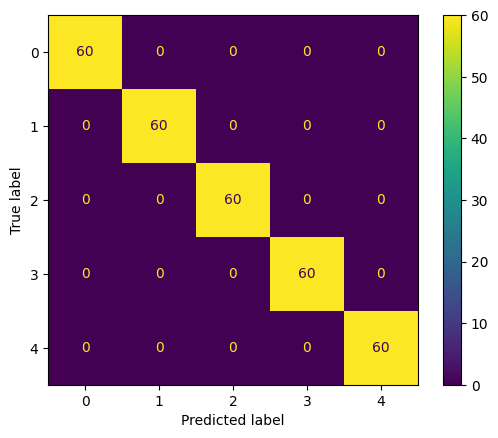 60
0 60 0 0 0 0
50
1 0 60 0 0 0
40
True label
2 0 0 60 0 0
30
20
3 0 0 0 60 0
10
4 0 0 0 0 60
0
0 1 2 3 4
Predicted label